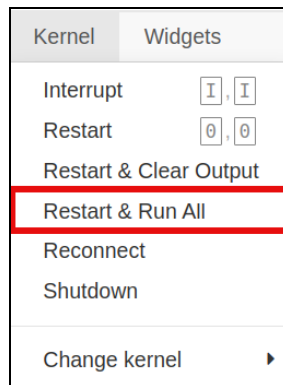 Kernel Widgets
Interrupt I, I
Restart 0, 0
Restart & Clear Output
Restart & Run All
Reconnect
Shutdown
Change kernel